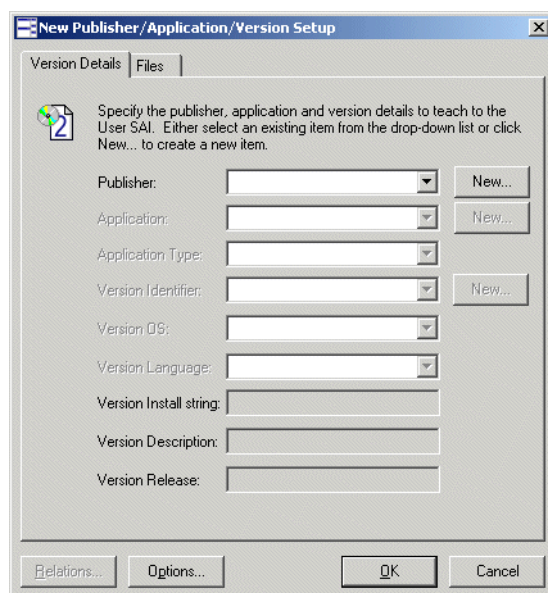 New Publisher/Application/Version Setup
Version Details
Files
Specify the publisher, application and version details to teach to the
User SAI. Either select an existing item from the drop-down list or click
New... to create a new item.
Publisher:
New...
Application:
New...
Application Type:
Version Identifier:
New...
Version OS:
Version Language:
Version Install string:
Version Description:
Version Release:
Relations...
Options...
OK
Cancel